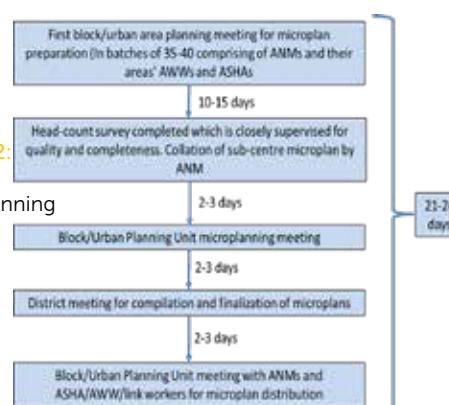 First block/urban area planning meeting for microplan
preparation (In batches of 35-40 comprising of ANMs and their
areas' AWWs and ASHAs
10-15 days
Head-count survey completed which is closely supervised for
quality and completeness. Collation of sub-centre microplan by
ANM
2:
nning
2-3 days
Block/Urban Planning Unit microplanning meeting
2-3 days
District meeting for compilation and finalization of microplans
2-3 days
Block/Urban Planning Unit meeting with ANMs and
ASHA/AWW/link workers for microplan distribution
days